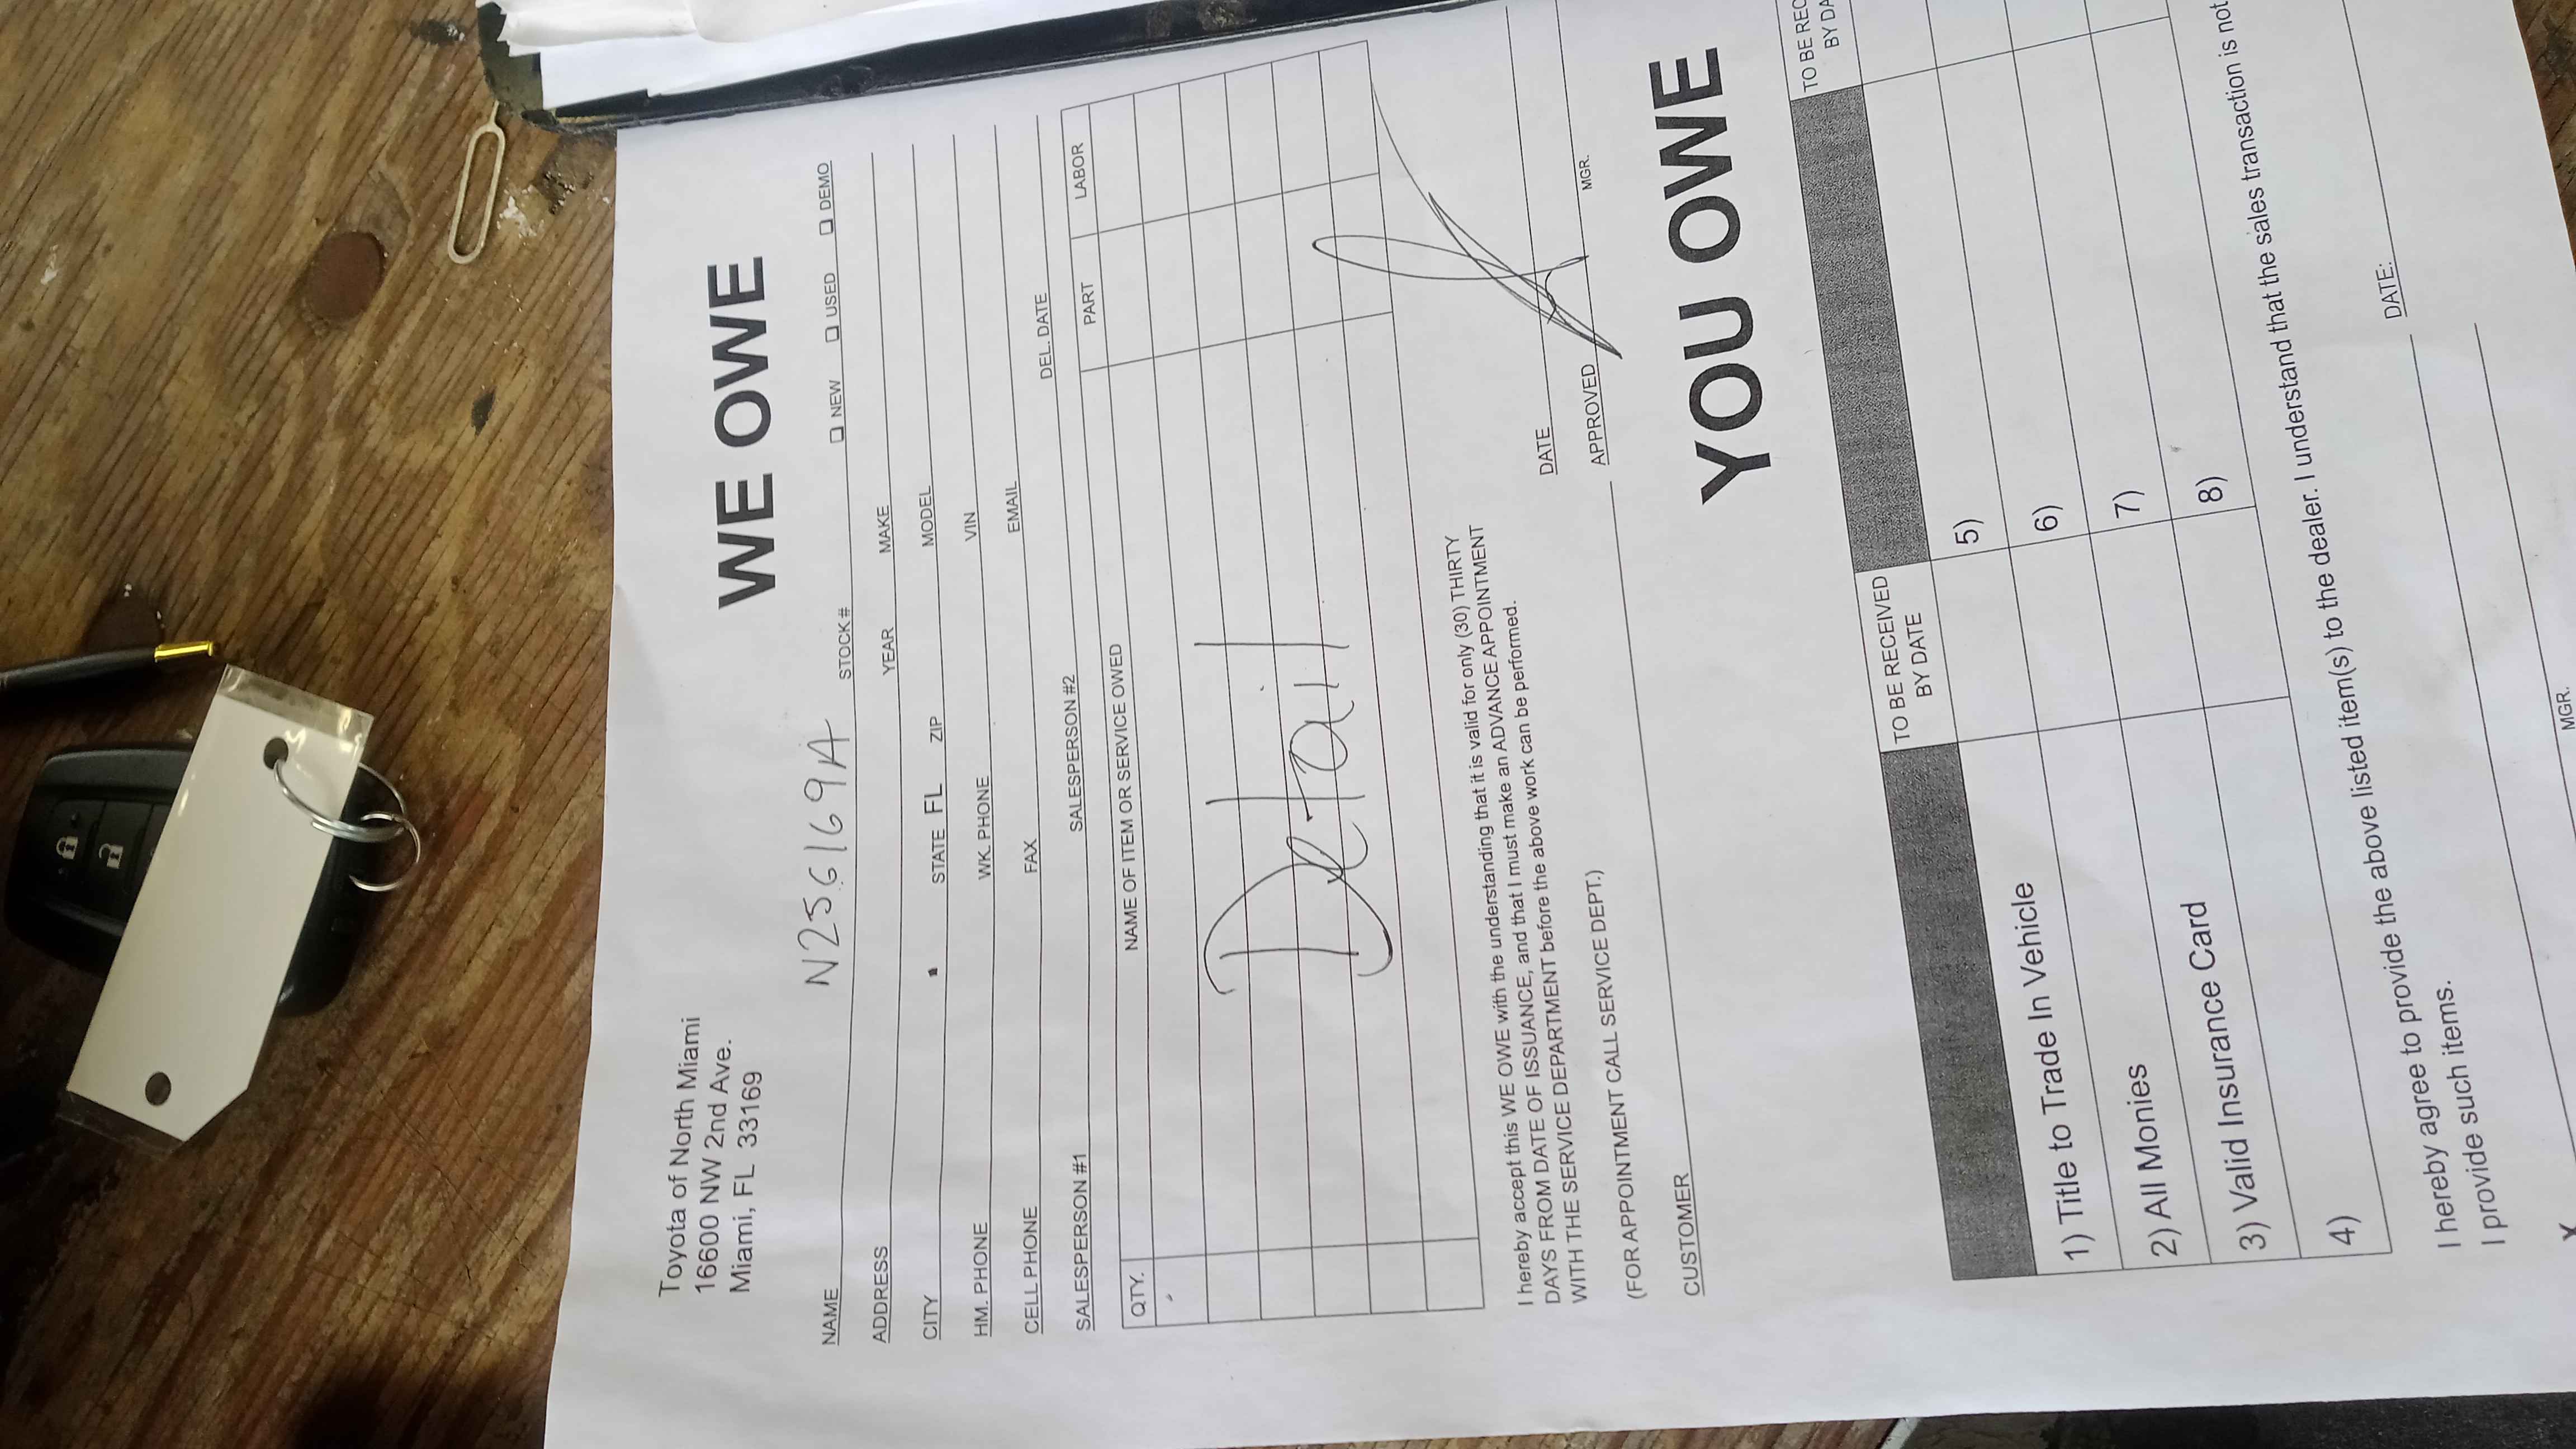 Toyota of North Miami
16600 NW 2nd Ave.
Miami, FL 33169
WE OWE
NAME N256169A STOCK# NEW USED DEMO
ADDRESS YEAR MAKE
CITY STATE FL ZIP MODEL
HM. PHONE WK. PHONE VIN
CELL PHONE FAX EMAIL
SALESPERSON #1 SALESPERSON #2 DEL. DATE
QTY. NAME OF ITEM OR SERVICE OWED PART LABOR
Detail
I hereby accept this WE OWE with the understanding that it is valid for only (30) THIRTY
DAYS FROM DATE OF ISSUANCE, and that I must make an ADVANCE APPOINTMENT
WITH THE SERVICE DEPARTMENT before the above work can be performed.
DATE
(FOR APPOINTMENT CALL SERVICE DEPT.)
APPROVED MGR.
CUSTOMER
YOU OWE
TO BE RECEIVED
BY DATE
TO BE REC
BY DA
1) Title to Trade In Vehicle 5)
2) All Monies 6)
3) Valid Insurance Card 7)
4) 8)
I hereby agree to provide the above listed item(s) to the dealer. I understand that the sales transaction is not
I provide such items.
DATE:
X MGR.